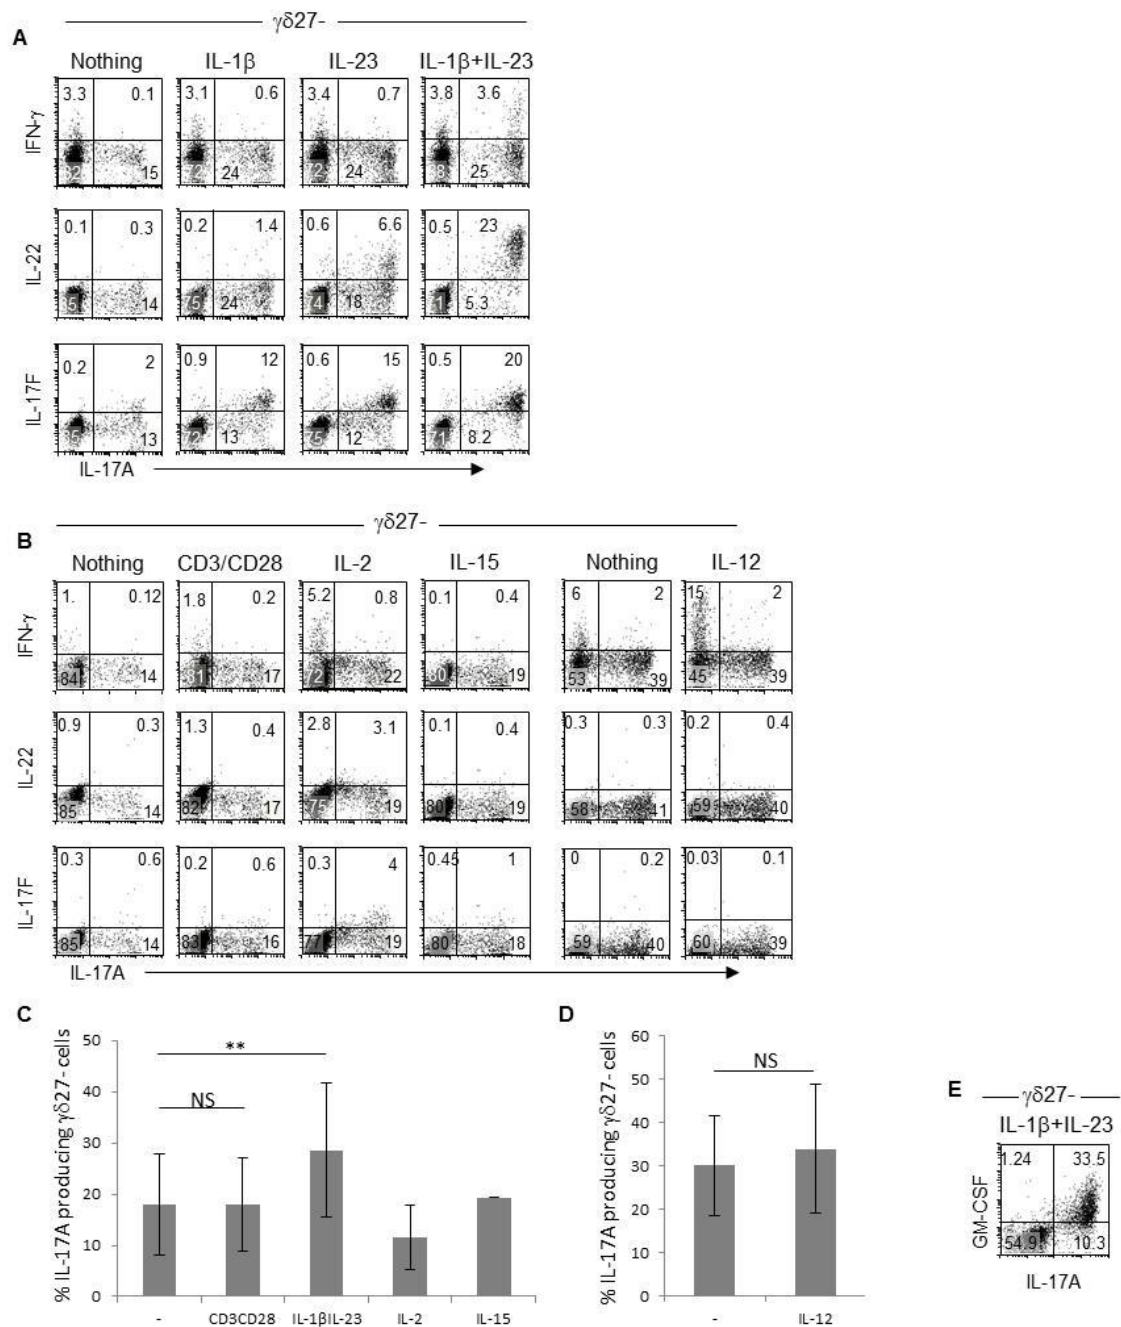 γδ27-
A
Nothing IL-1β IL-23 IL-1β+IL-23
IFN-γ
3.3 0.1 3.1 0.6 3.4 0.7 3.8 3.6
15 72 24 24 25
IL-22
0.1 0.3 0.2 1.4 0.6 6.6 0.5 23
14 75 24 74 18 5.3
IL-17F
0.2 2 0.9 12 0.6 15 0.5 20
13 72 13 75 12 71 8.2
IL-17A
γδ27-
B
Nothing CD3/CD28 IL-2 IL-15 Nothing IL-12
IFN-γ
1. 0.12 1.8 0.2 5.2 0.8 0.1 0.4 6 2 15 2
84 14 81 17 72 22 80 19 53 39 45 39
IL-22
0.9 0.3 1.3 0.4 2.8 3.1 0.1 0.4 0.3 0.3 0.2 0.4
85 14 82 17 75 19 80 19 58 41 59 40
IL-17F
0.3 0.6 0.2 0.6 0.3 4 0.45 1 0 0.2 0.03 0.1
85 14 83 16 77 19 80 18 59 40 60 39
IL-17A
C
% IL-17A producing γδ27- cells
50
40
30
20
10
0
**
NS
- CD3CD28 IL-1βIL-23 IL-2 IL-15
D
% IL-17A producing γδ27- cells
60
50
40
30
20
10
0
NS
- IL-12
E
γδ27-
IL-1β+IL-23
GM-CSF
1.24 33.5
54.9 10.3
IL-17A